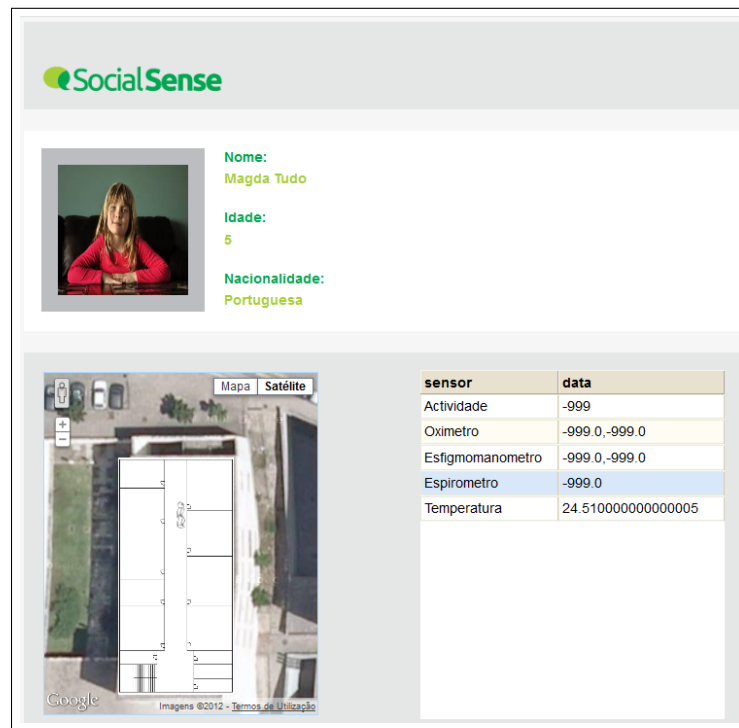 SocialSense
Nome:
Magda Tudo
Idade:
5
Nacionalidade:
Portuguesa
Mapa Satélite
+
−
Google
Imagens ©2012 - Termos de Utilização
sensor data
Actividade -999
Oximetro -999.0,-999.0
Esfigmomanometro -999.0,-999.0
Espirometro -999.0
Temperatura 24.510000000000005